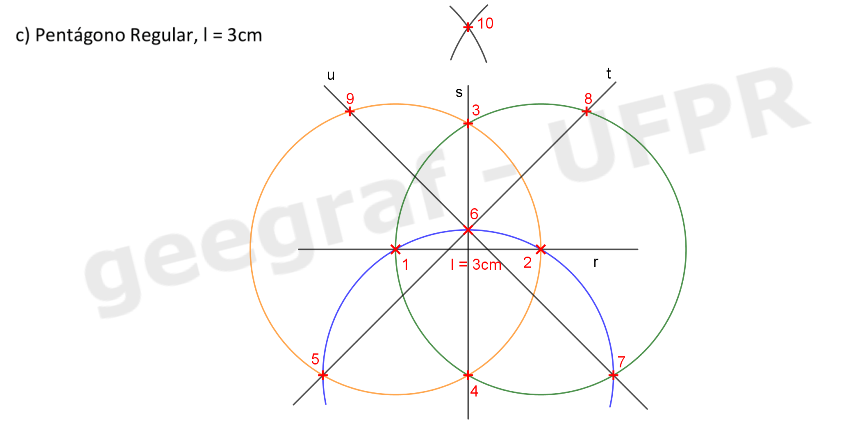 10
c) Pentágono Regular, l = 3cm
u
t
s
9
8
3
6
1
l = 3cm
2
r
5
7
4
geegraf - UFPR